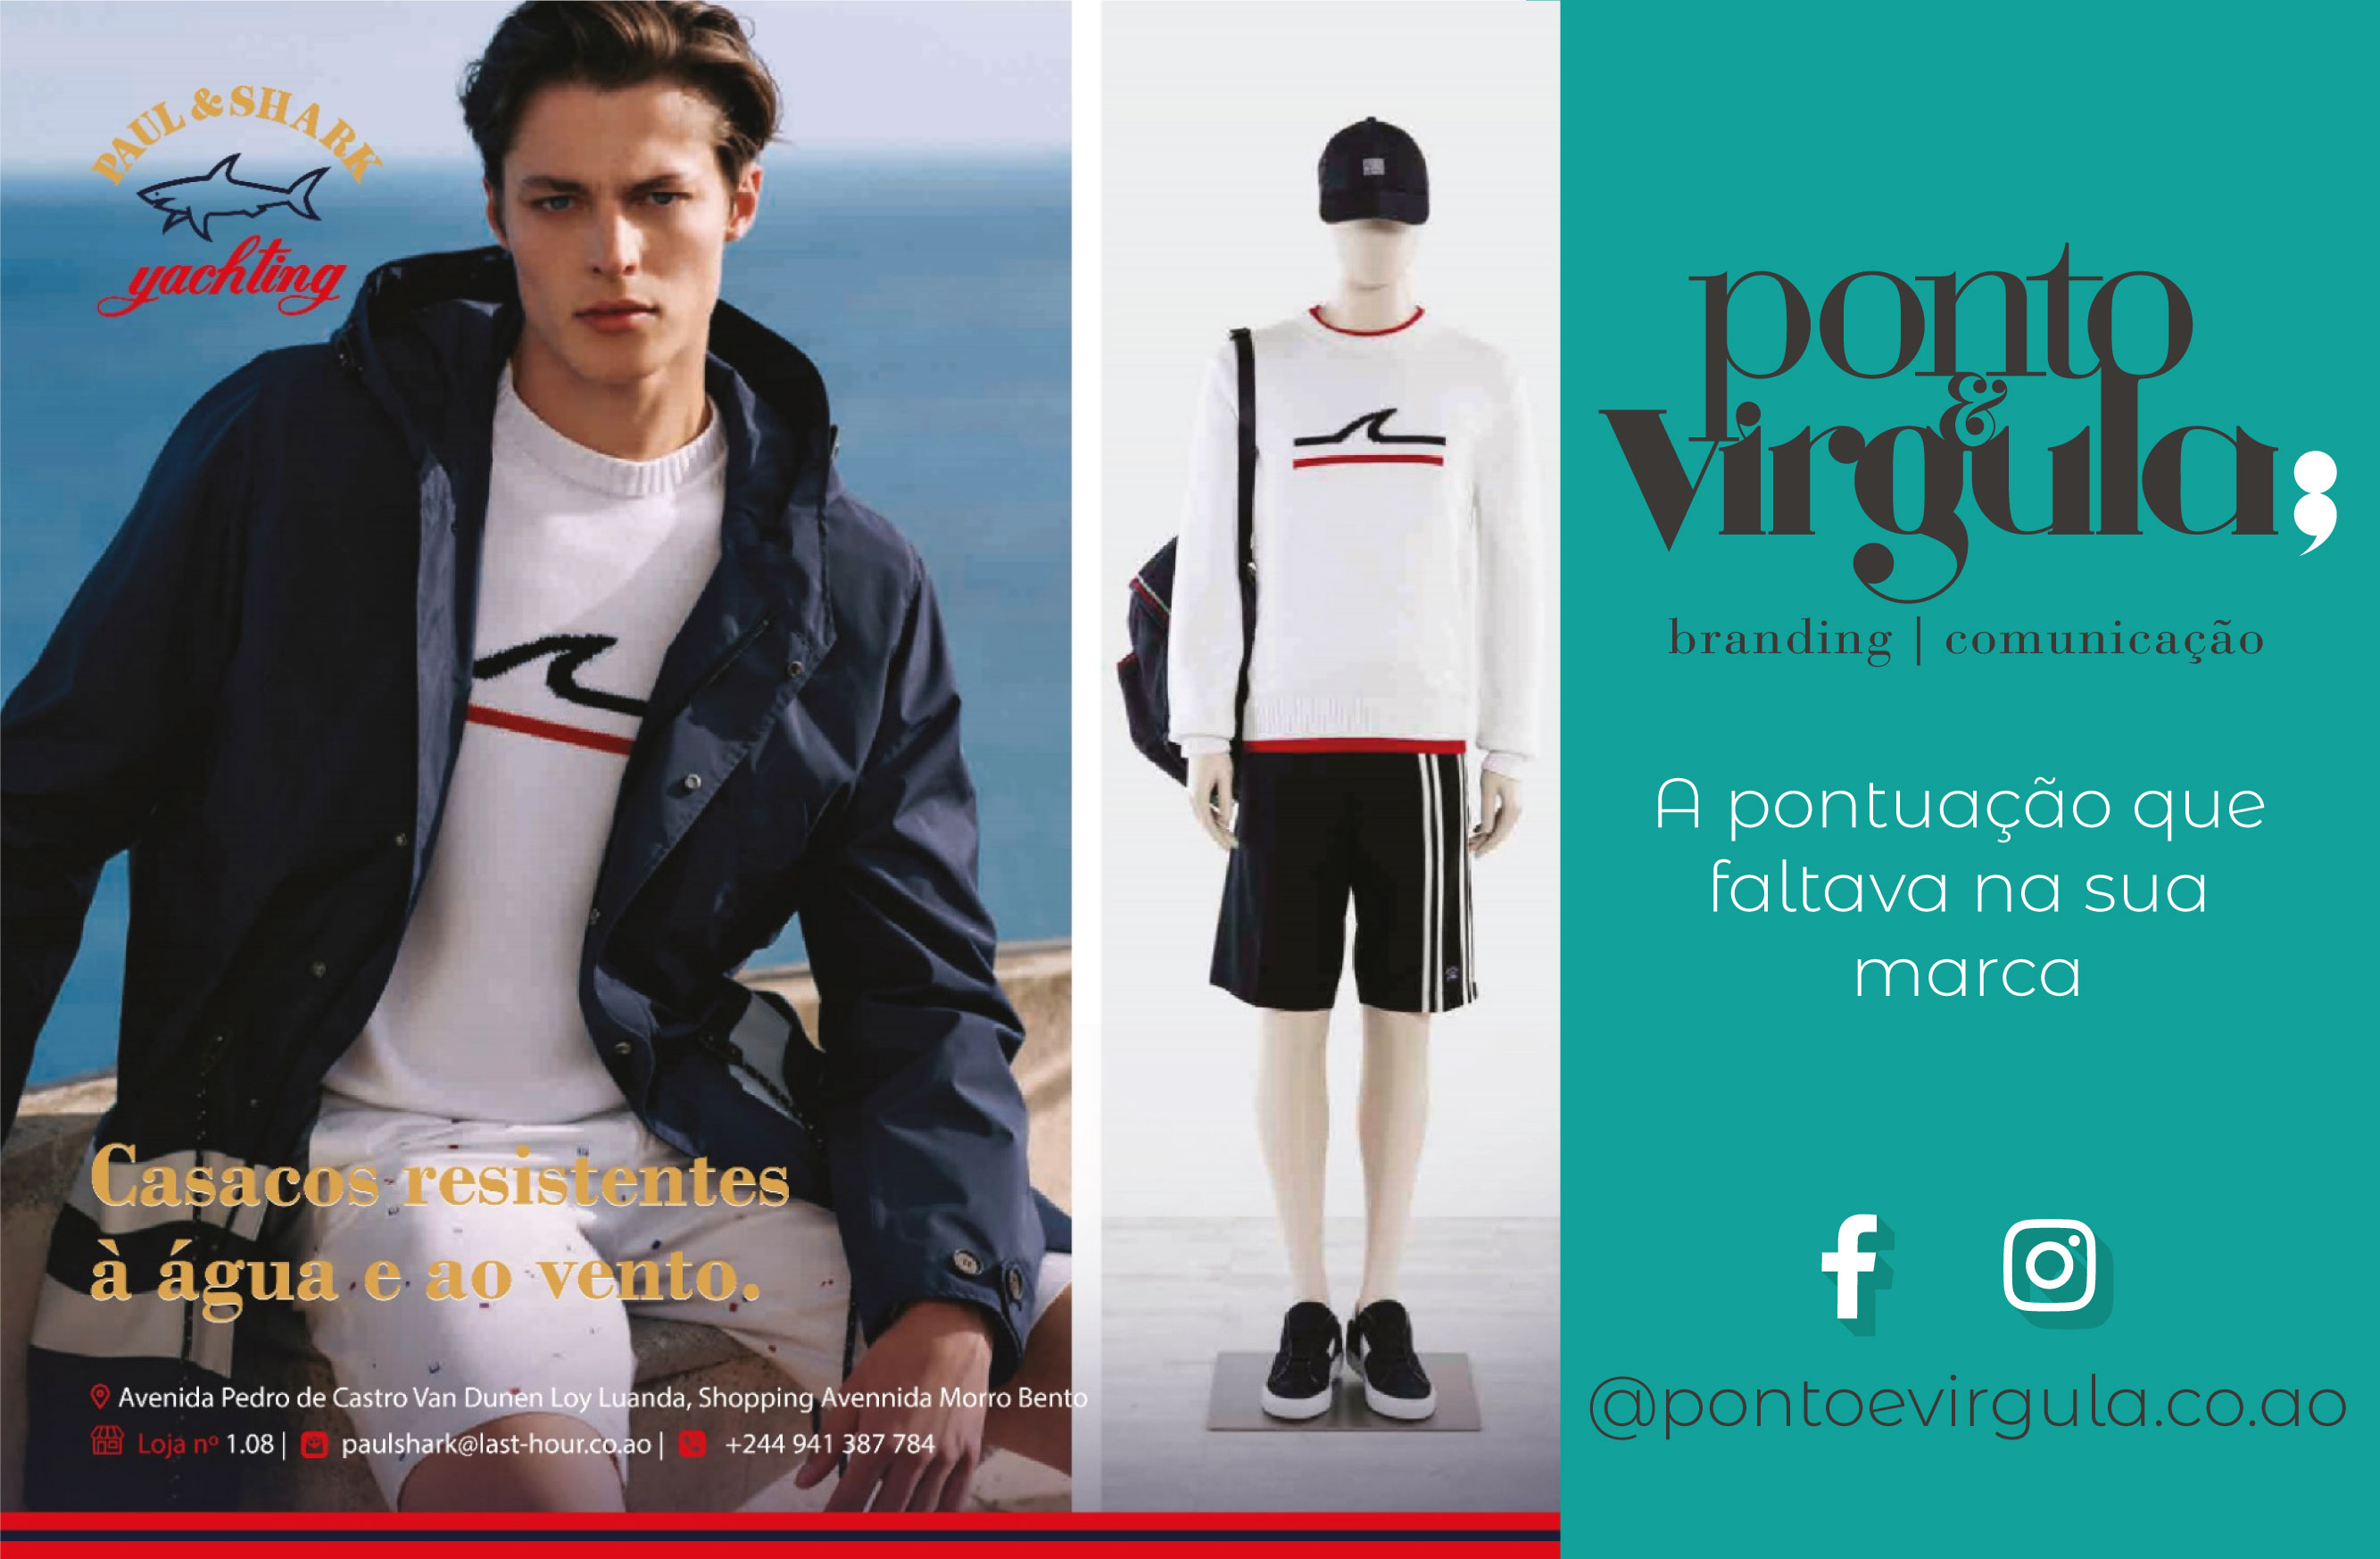 PAUL & SHARK
yachting
Casacos resistentes
à água e ao vento.
Avenida Pedro de Castro Van Dunen Loy Luanda, Shopping Avennida Morro Bento
Loja nº 1.08 | paulshark@last-hour.co.ao | +244 941 387 784
ponto
&
virgula;
branding | comunicação
A pontuação que
faltava na sua
marca
@pontoevirgula.co.ao